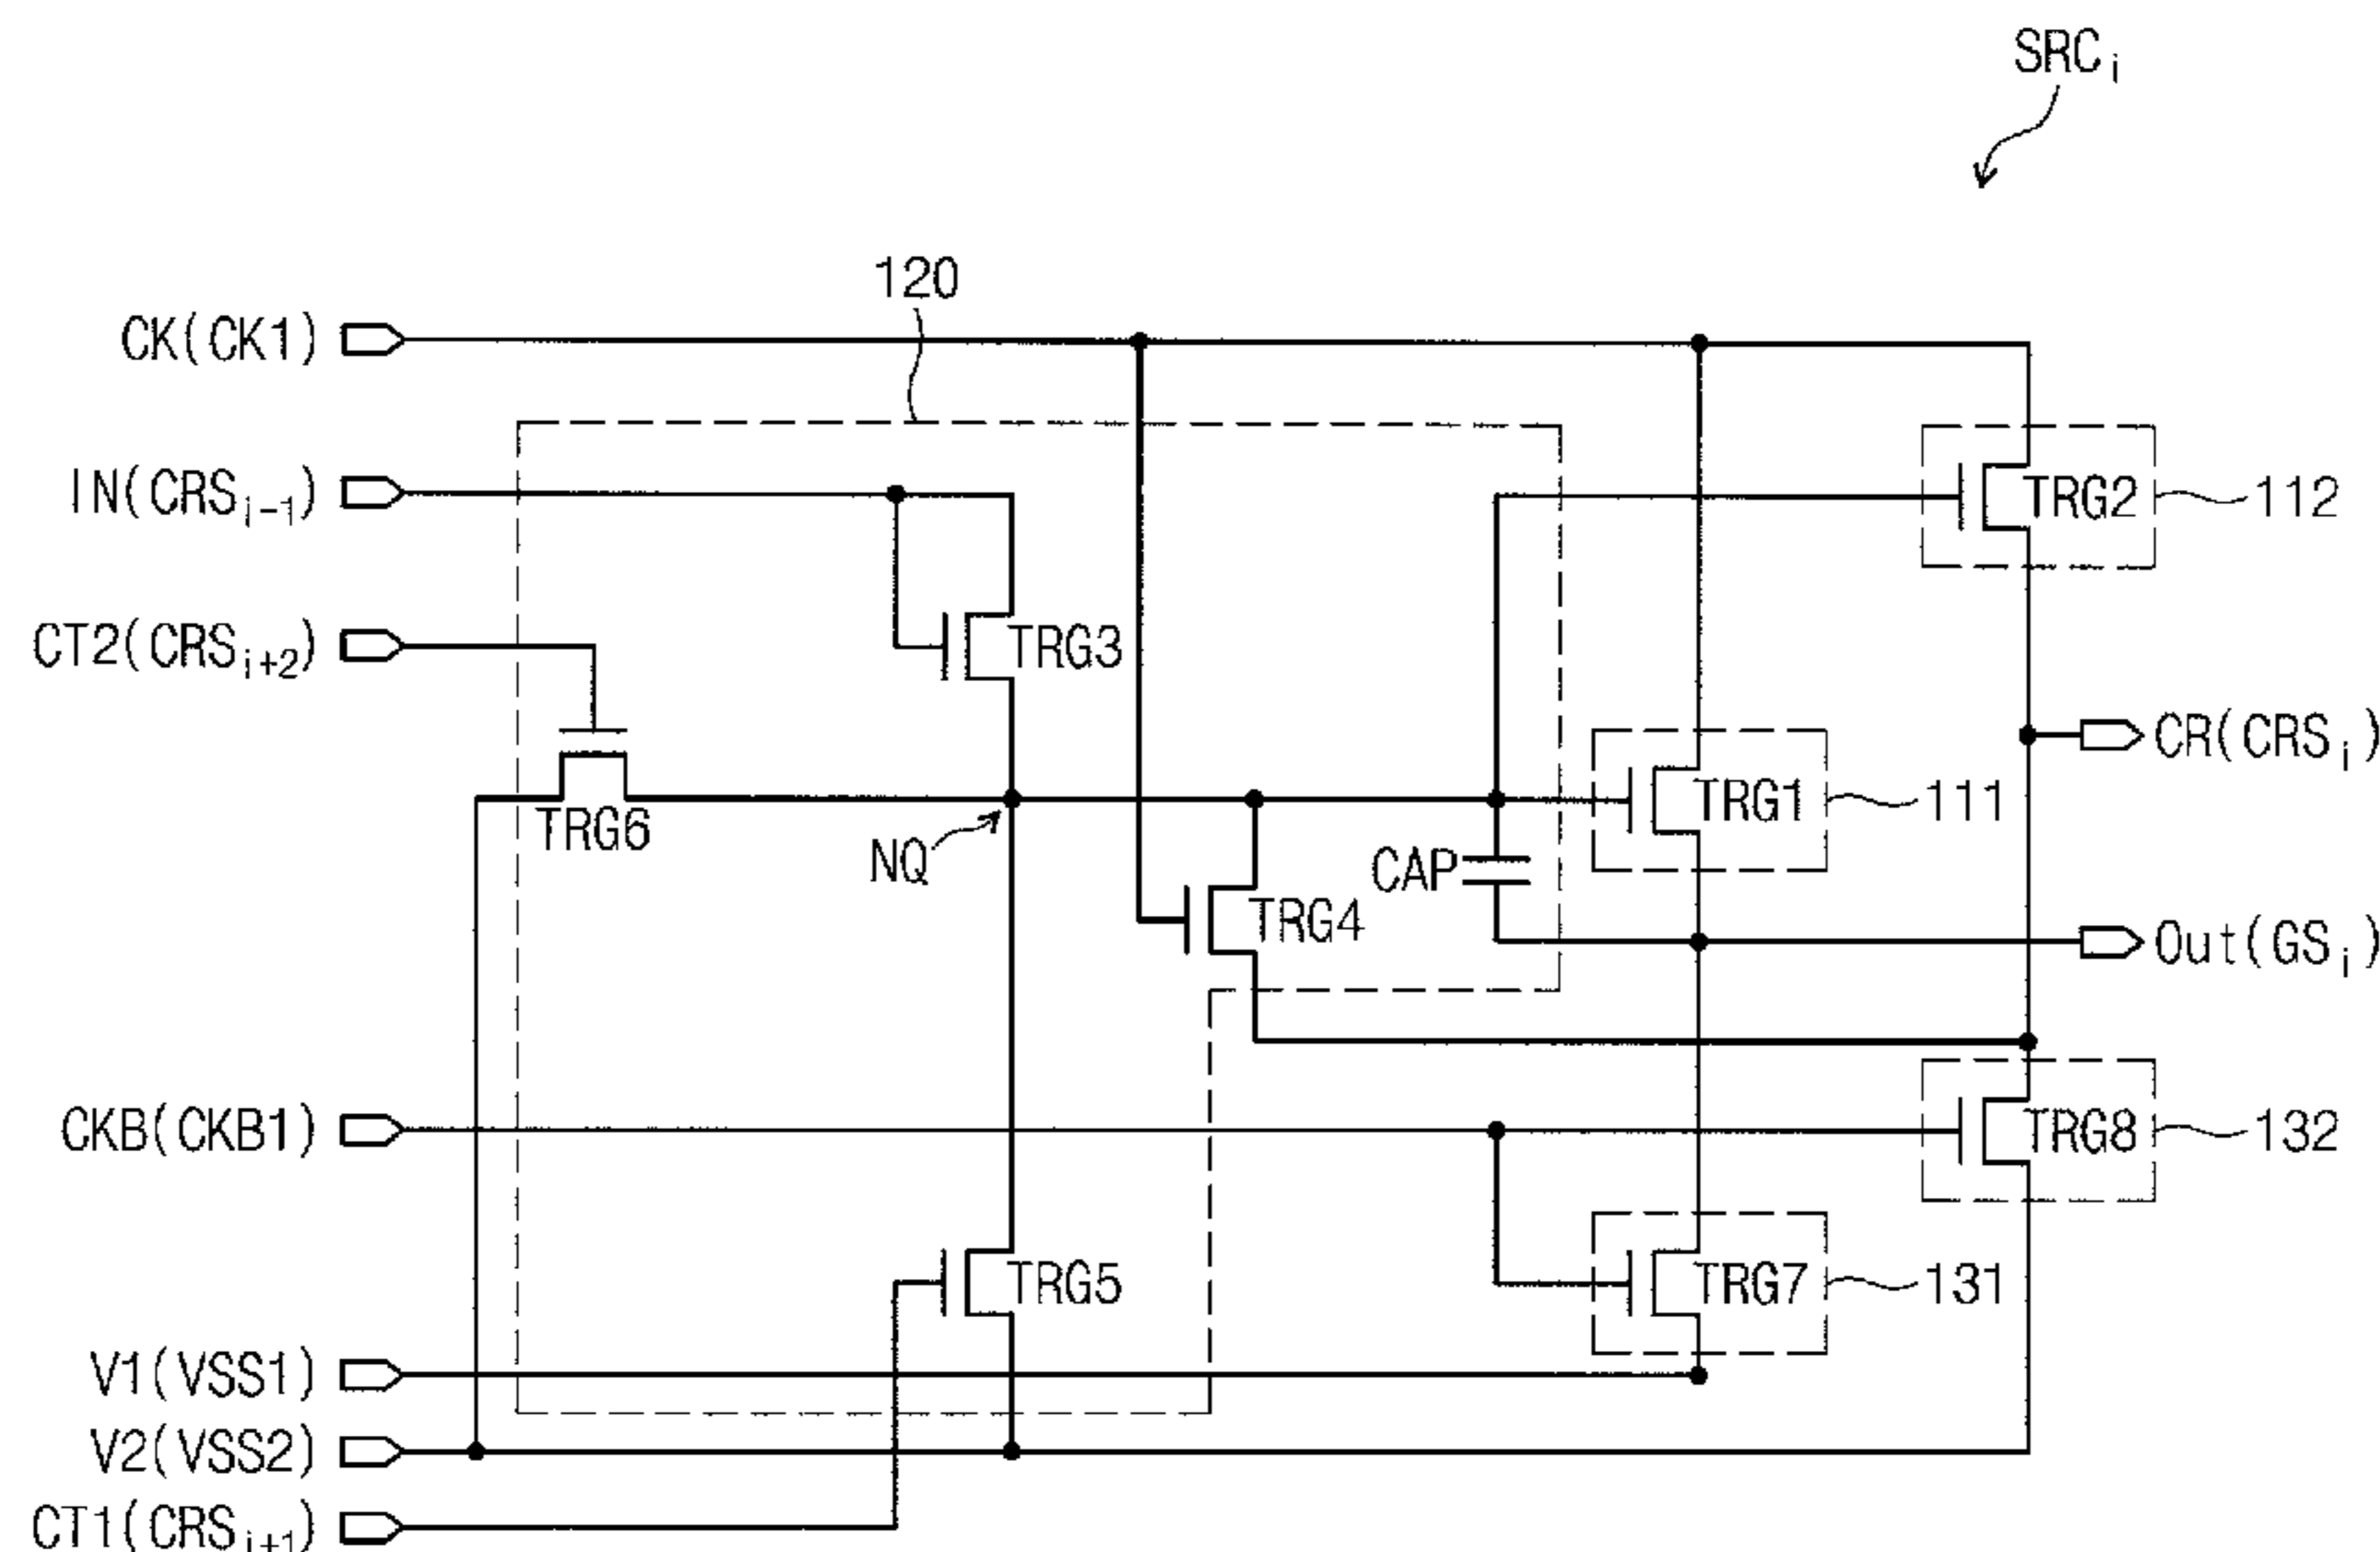 SRCi
120
CK(CK1)
IN(CRSi-1)
TRG2
112
CT2(CRSi+2)
TRG3
CR(CRSi)
TRG6
TRG1
111
NQ
CAP
TRG4
Out(GSi)
CKB(CKB1)
TRG8
132
TRG5
TRG7
131
V1(VSS1)
V2(VSS2)
CT1(CRSi+1)